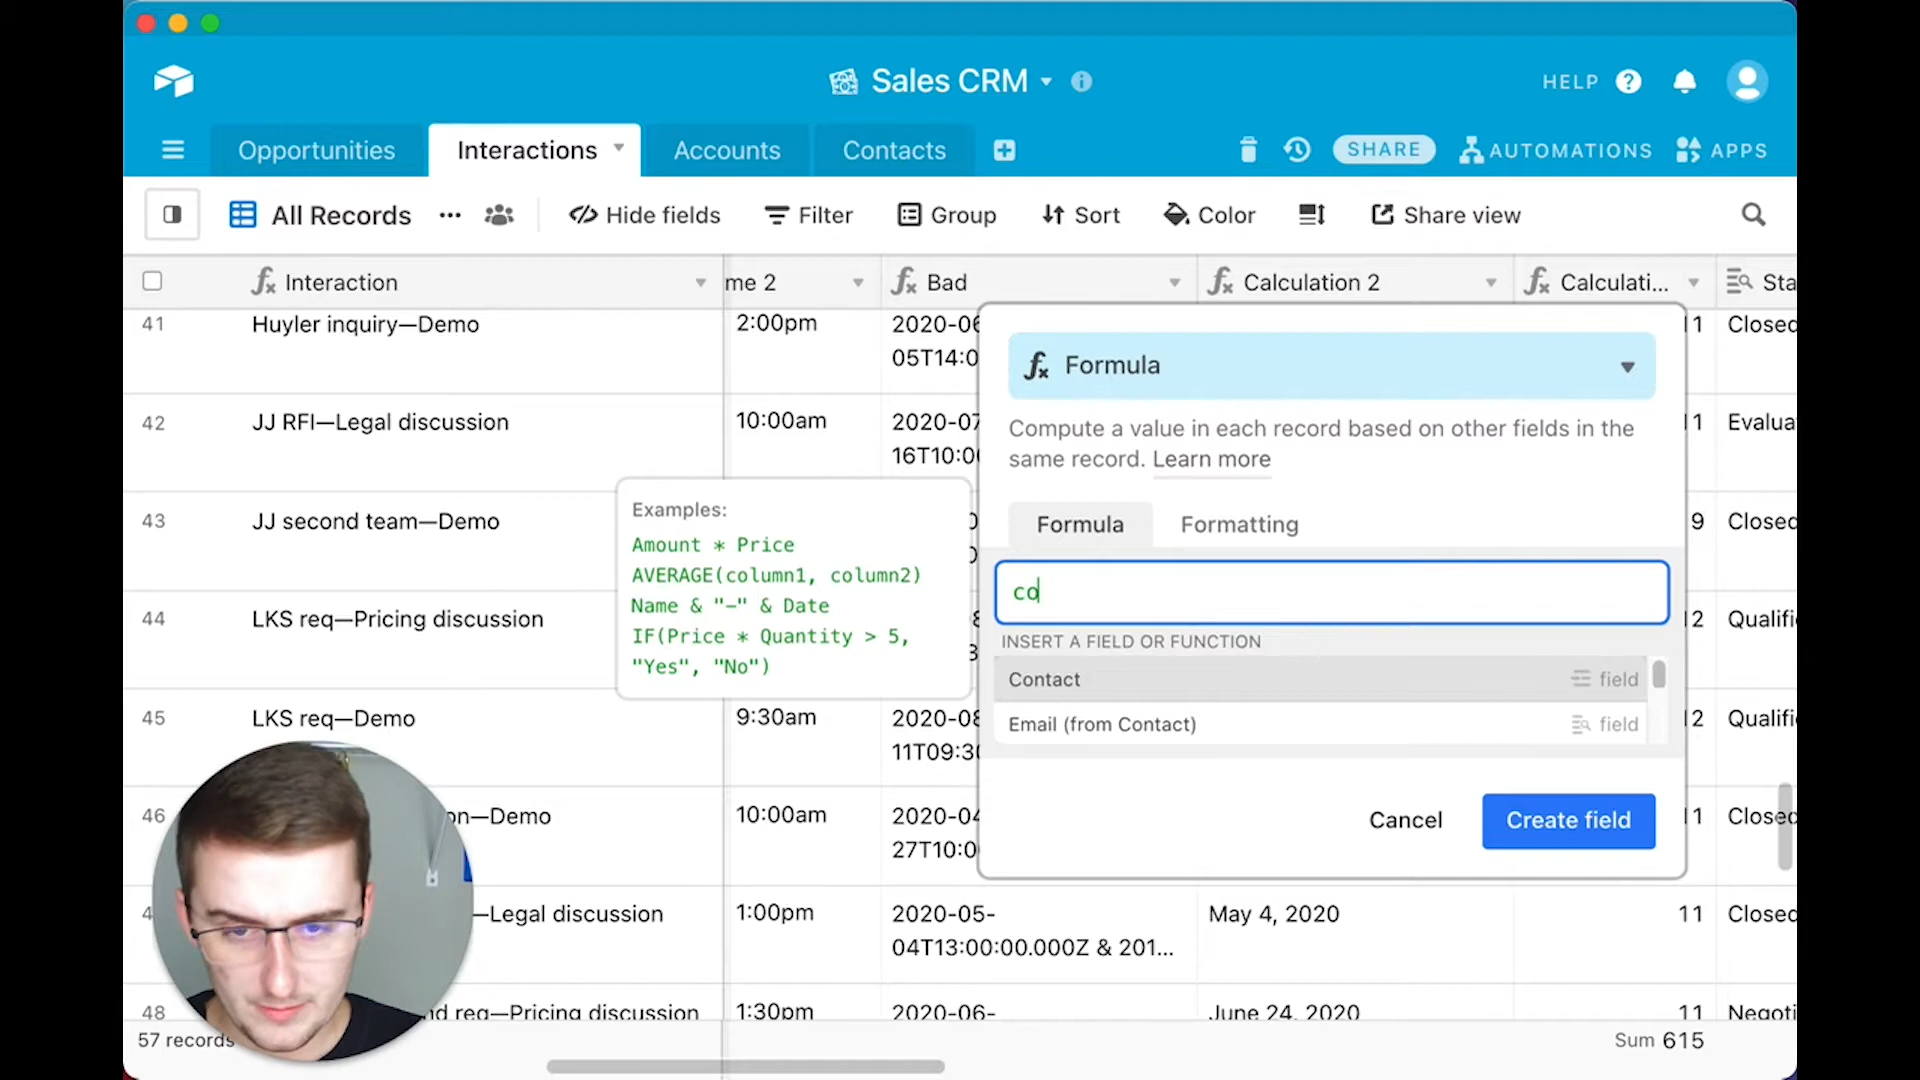 Sales CRM
HELP
Opportunities
Interactions
Accounts
Contacts
SHARE
AUTOMATIONS
APPS
All Records
Hide fields
Filter
Group
Sort
Color
Share view
Interaction
me 2
Bad
Calculation 2
Calculati...
Sta
41
Huyler inquiry—Demo
2:00pm
2020-06
05T14:0
11
Closed
42
JJ RFI—Legal discussion
10:00am
2020-07
16T10:00
11
Evalua
43
JJ second team—Demo
9
Closed
44
LKS req—Pricing discussion
12
Qualifi
45
LKS req—Demo
9:30am
2020-08
11T09:30
12
Qualifi
46
on—Demo
10:00am
2020-04
27T10:0
11
Closed
4
—Legal discussion
1:00pm
2020-05-
04T13:00:00.000Z & 201...
May 4, 2020
11
Closed
48
nd req—Pricing discussion
1:30pm
2020-06-
June 24, 2020
11
Negoti
57 records
Sum 615
Formula
Compute a value in each record based on other fields in the
same record. Learn more
Formula
Formatting
co
INSERT A FIELD OR FUNCTION
Contact
field
Email (from Contact)
field
Cancel
Create field
Examples:
Amount * Price
AVERAGE(column1, column2)
Name & "-" & Date
IF(Price * Quantity > 5,
"Yes", "No")